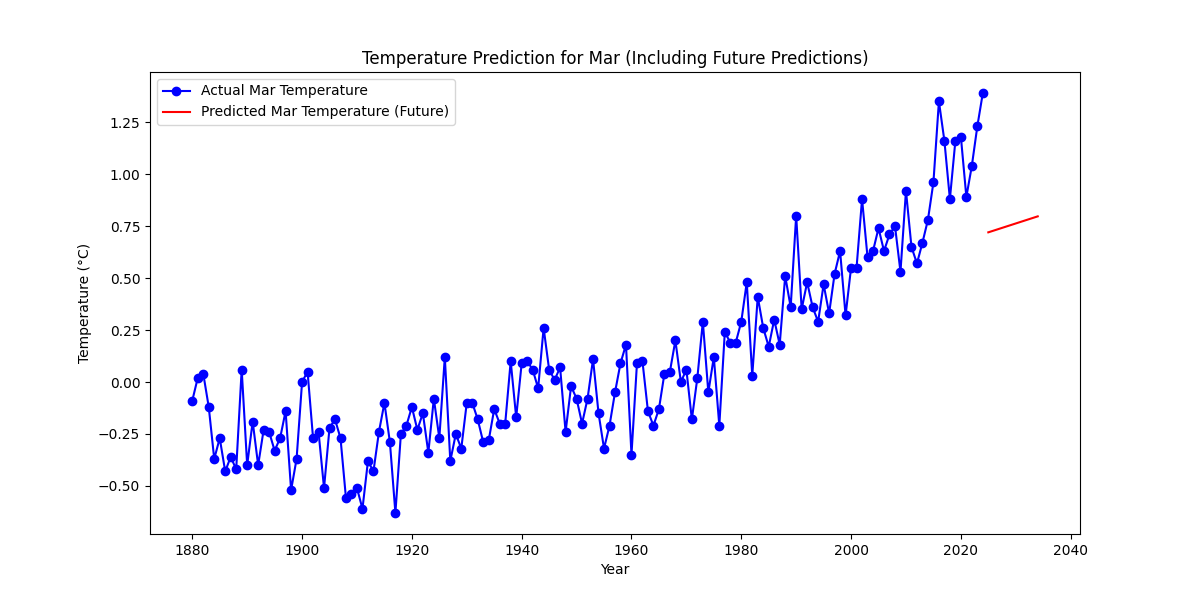 Temperature Prediction for Mar (Including Future Predictions)
Actual Mar Temperature
Predicted Mar Temperature (Future)
Temperature (°C)
1.25
1.00
0.75
0.50
0.25
0.00
−0.25
−0.50
1880 1900 1920 1940 1960 1980 2000 2020 2040
Year